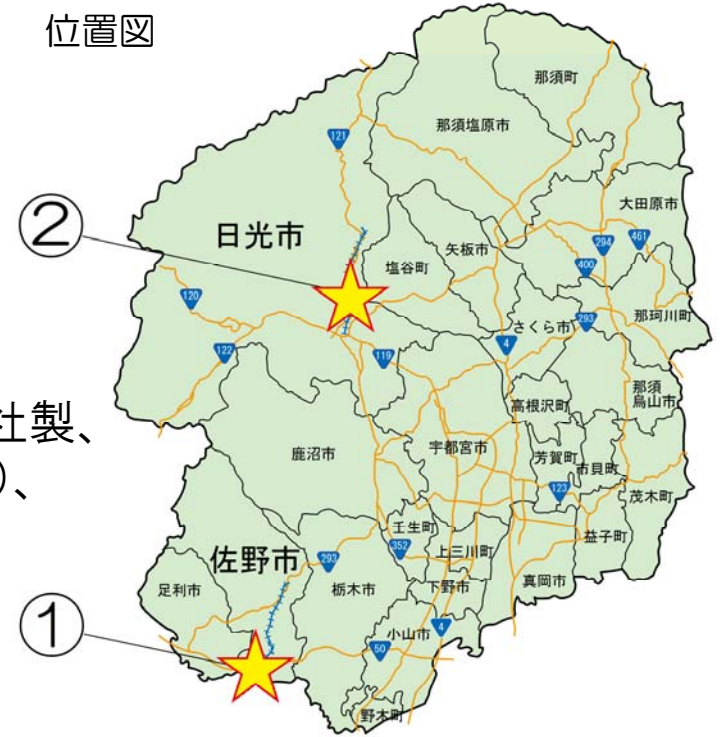 位置図
那須町
那須塩原市
121
大田原市
②
日光市
矢板市
塩谷町
294
461
400
120
那珂川町
さくら市
293
4
122
119
那須
烏山市
高根沢町
社製、
鹿沼市
宇都宮市
芳賀町
市貝町
)、
123
茂木町
壬生町
益子町
352
上三川町
佐野市
293
足利市
栃木市
下野市
真岡市
①
小山市
4
50
野木町